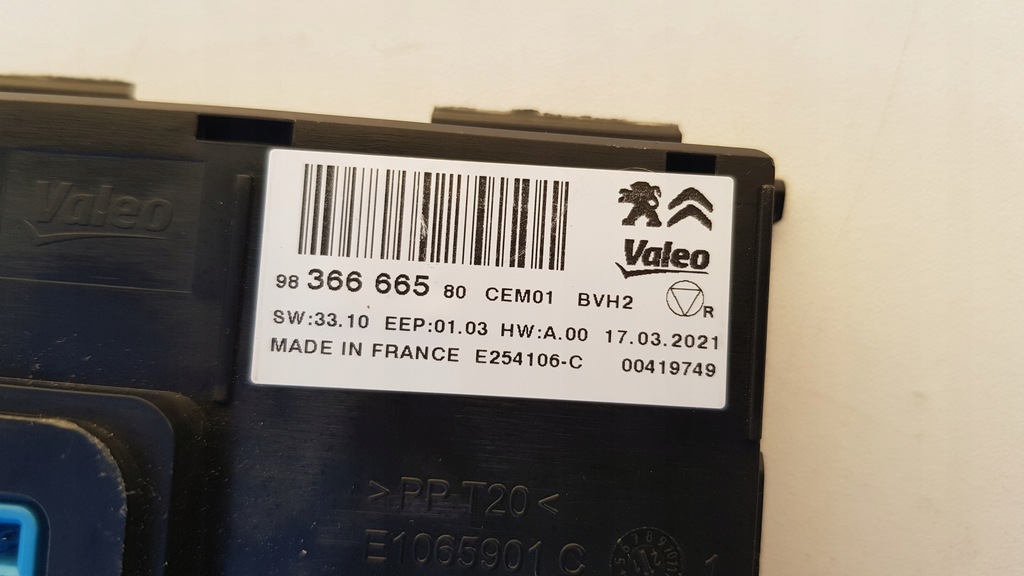 Valeo
Valeo
98 366 665 80 CEM01 BVH2
R
SW:33.10 EEP:01.03 HW:A.00 17.03.2021
MADE IN FRANCE E254106-C 00419749
>PP T20<
E1065901 C
1